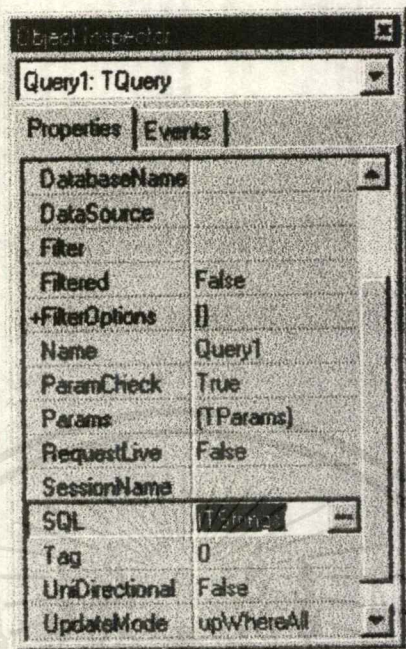 Object Inspector
Query1: TQuery
Properties Events
DatabaseName
DataSource
Filter
Filtered False
+FilterOptions []
Name Query1
ParamCheck True
Params (TParams)
RequestLive False
SessionName
SQL (TStrings)
Tag 0
UniDirectional False
UpdateMode upWhereAll